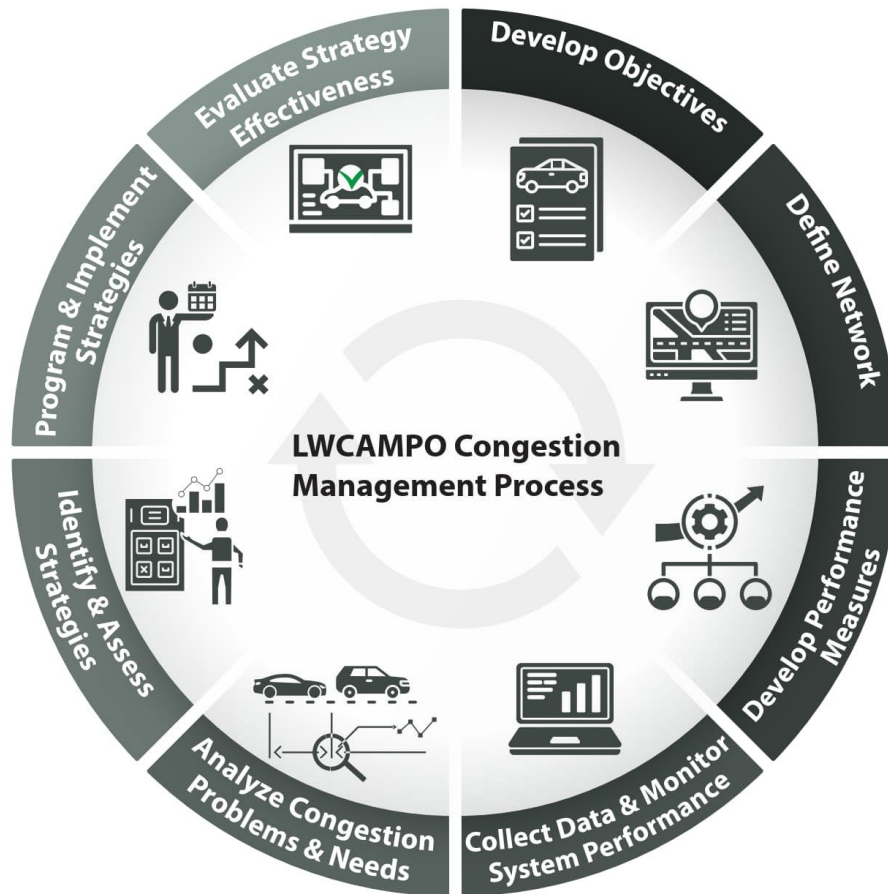 LWCAMPO Congestion
Management Process
Develop Objectives
Define Network
Develop Performance
Measures
Collect Data & Monitor
System Performance
Analyze Congestion
Problems & Needs
Identify & Assess
Strategies
Program & Implement
Strategies
Evaluate Strategy
Effectiveness